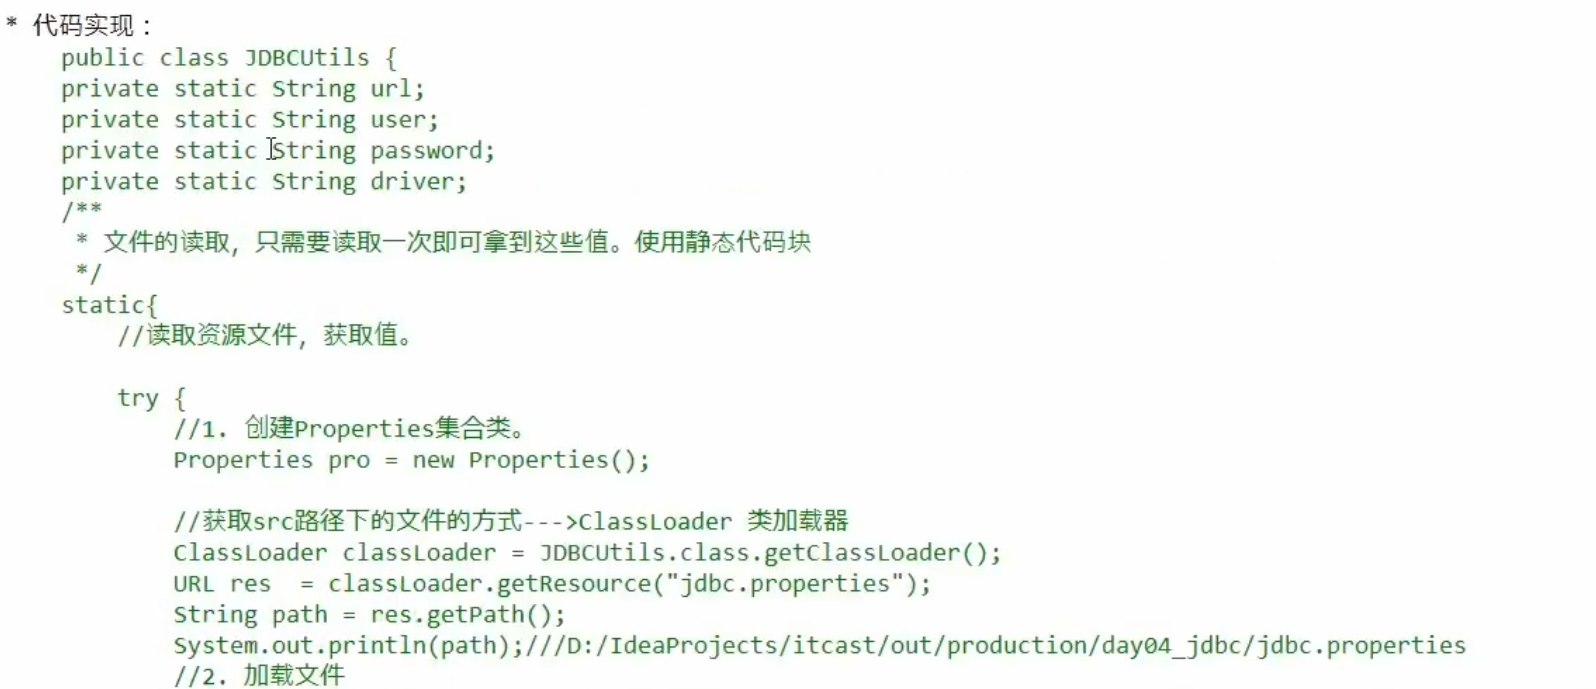 * 代码实现：
public class JDBCUtils {
private static String url;
private static String user;
private static String password;
private static String driver;
/**
 * 文件的读取，只需要读取一次即可拿到这些值。使用静态代码块
 */
static{
    //读取资源文件，获取值。
    try {
        //1. 创建Properties集合类。
        Properties pro = new Properties();
        //获取src路径下的文件的方式--->ClassLoader 类加载器
        ClassLoader classLoader = JDBCUtils.class.getClassLoader();
        URL res  = classLoader.getResource("jdbc.properties");
        String path = res.getPath();
        System.out.println(path);///D:/IdeaProjects/itcast/out/production/day04_jdbc/jdbc.properties
        //2. 加载文件